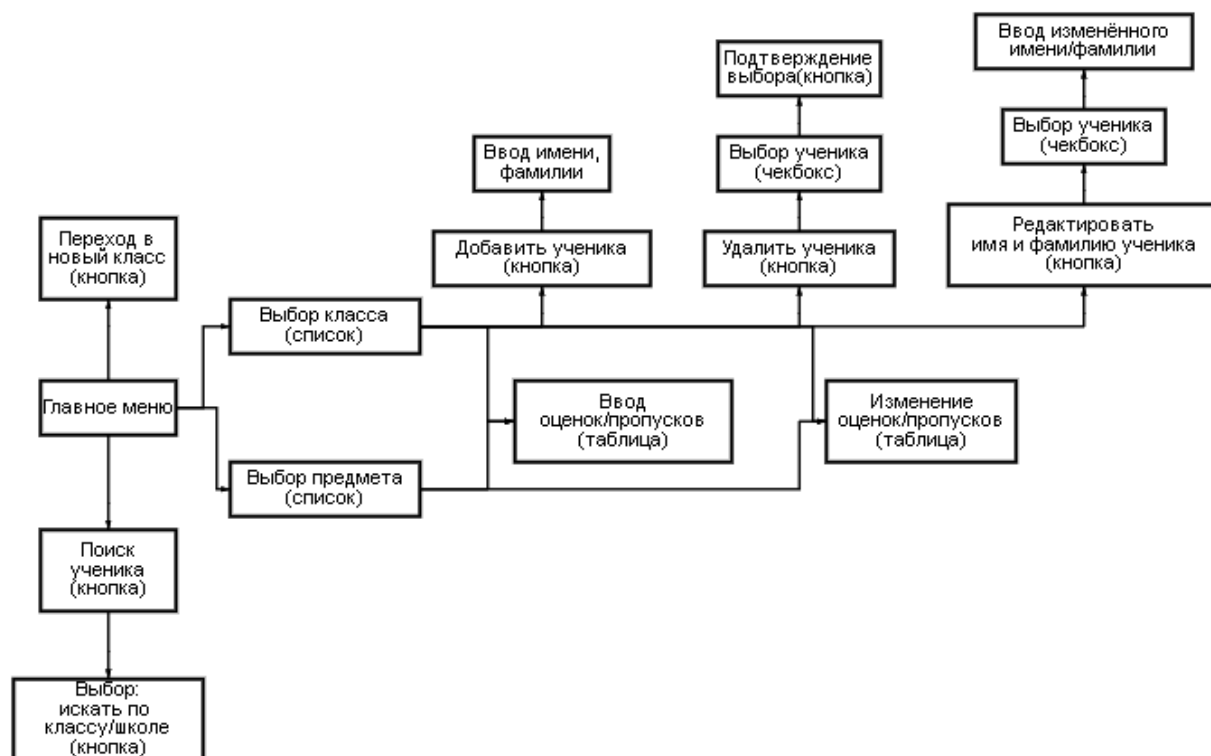 Ввод изменённого
имени/фамилии
Подтверждение
выбора(кнопка)
Выбор ученика
(чекбокс)
Ввод имени,
фамилии
Выбор ученика
(чекбокс)
Переход в
новый класс
(кнопка)
Добавить ученика
(кнопка)
Удалить ученика
(кнопка)
Редактировать
имя и фамилию ученика
(кнопка)
Выбор класса
(список)
Главное меню
Ввод
оценок/пропусков
(таблица)
Изменение
оценок/пропусков
(таблица)
Выбор предмета
(список)
Поиск
ученика
(кнопка)
Выбор:
искать по
классу/школе
(кнопка)